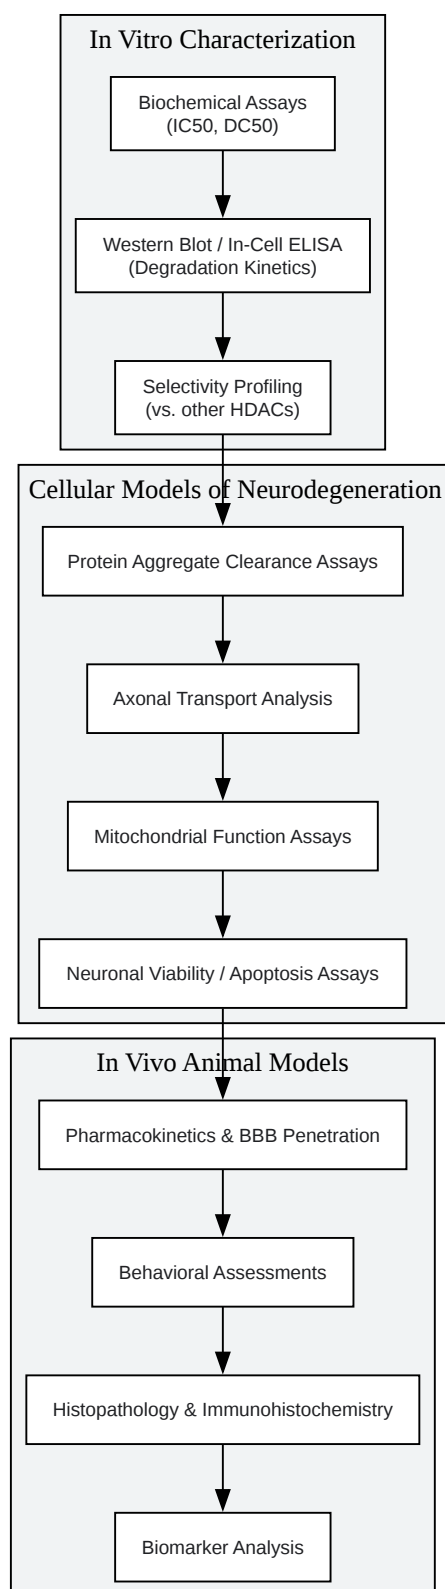 In Vitro Characterization
Biochemical Assays
(IC50, DC50)
Western Blot / In-Cell ELISA
(Degradation Kinetics)
Selectivity Profiling
(vs. other HDACs)
Cellular Models of Neurodegeneration
Protein Aggregate Clearance Assays
Axonal Transport Analysis
Mitochondrial Function Assays
Neuronal Viability / Apoptosis Assays
In Vivo Animal Models
Pharmacokinetics & BBB Penetration
Behavioral Assessments
Histopathology & Immunohistochemistry
Biomarker Analysis